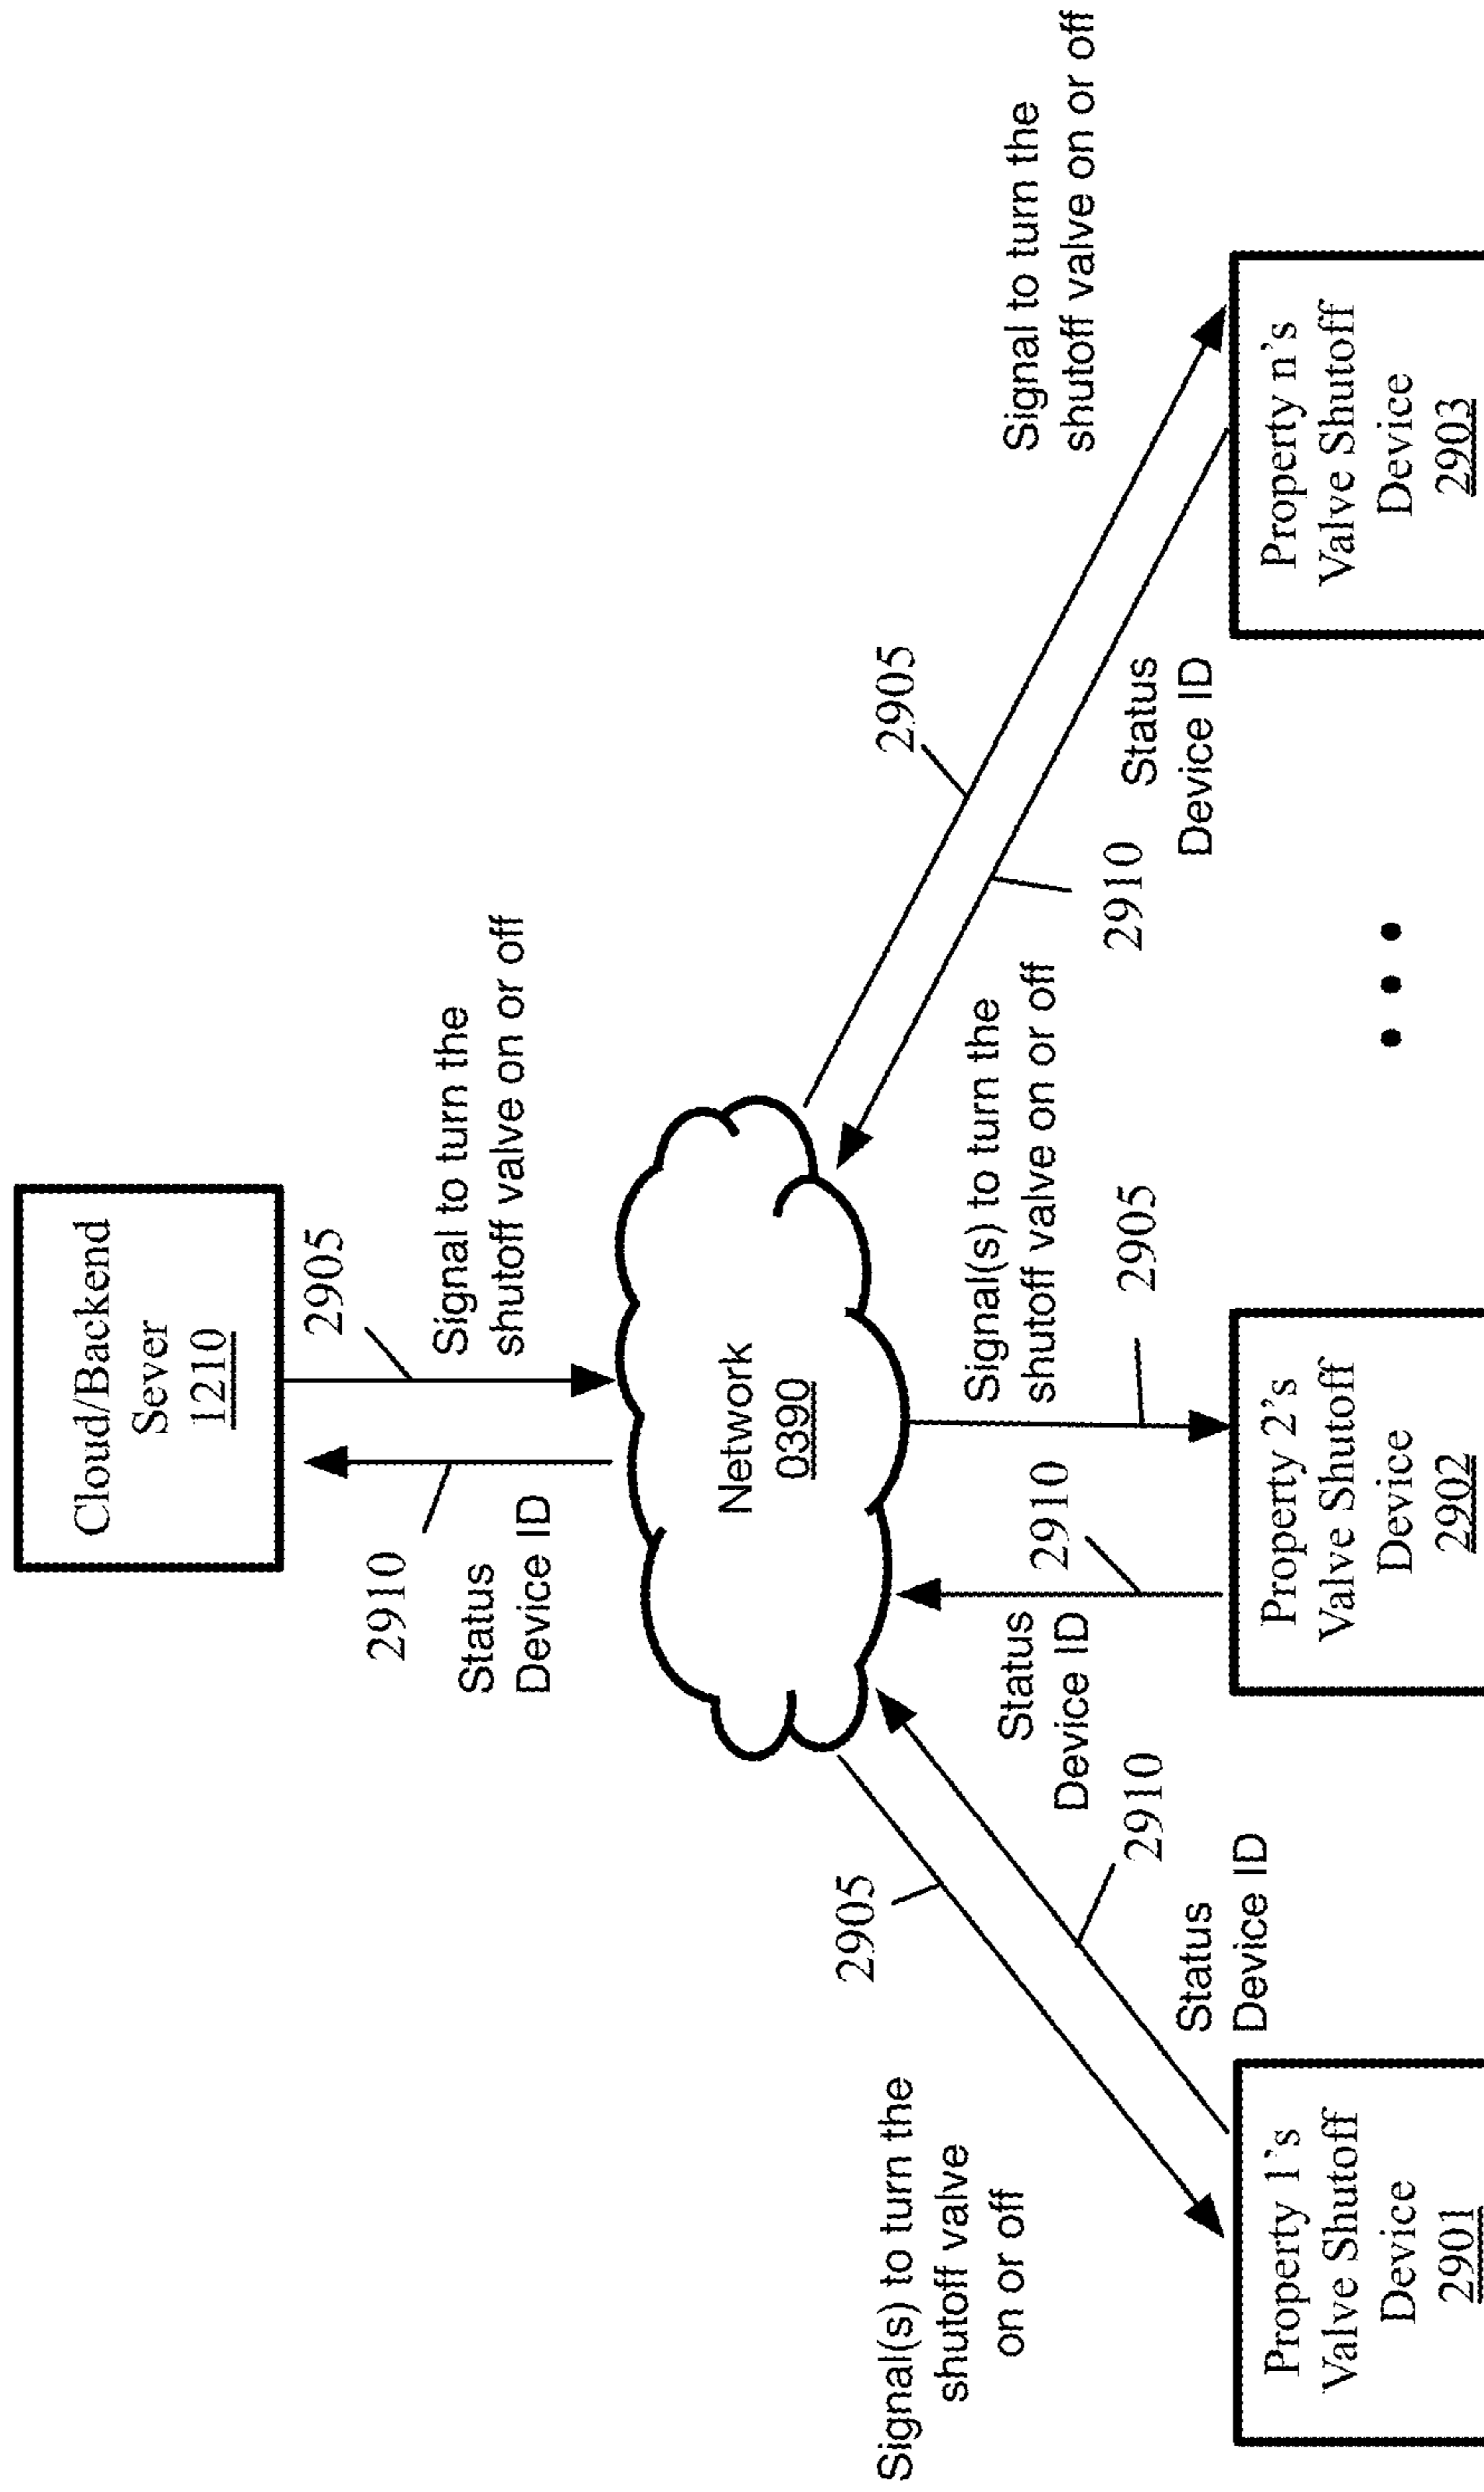 Cloud/Backend
Sever
1210
2910
2905
Status
Device ID
Signal to turn the
shutoff valve on or off
Network
0390
Signal(s) to turn the
shutoff valve
on or off
2905
2910
Status
Device ID
Status
Device ID
2910
Signal(s) to turn the
shutoff valve on or off
2905
2905
2910
Status
Device ID
Signal to turn the
shutoff valve on or off
Property 1's
Valve Shutoff
Device
2901
Property 2's
Valve Shutoff
Device
2902
• • •
Property n's
Valve Shutoff
Device
2903